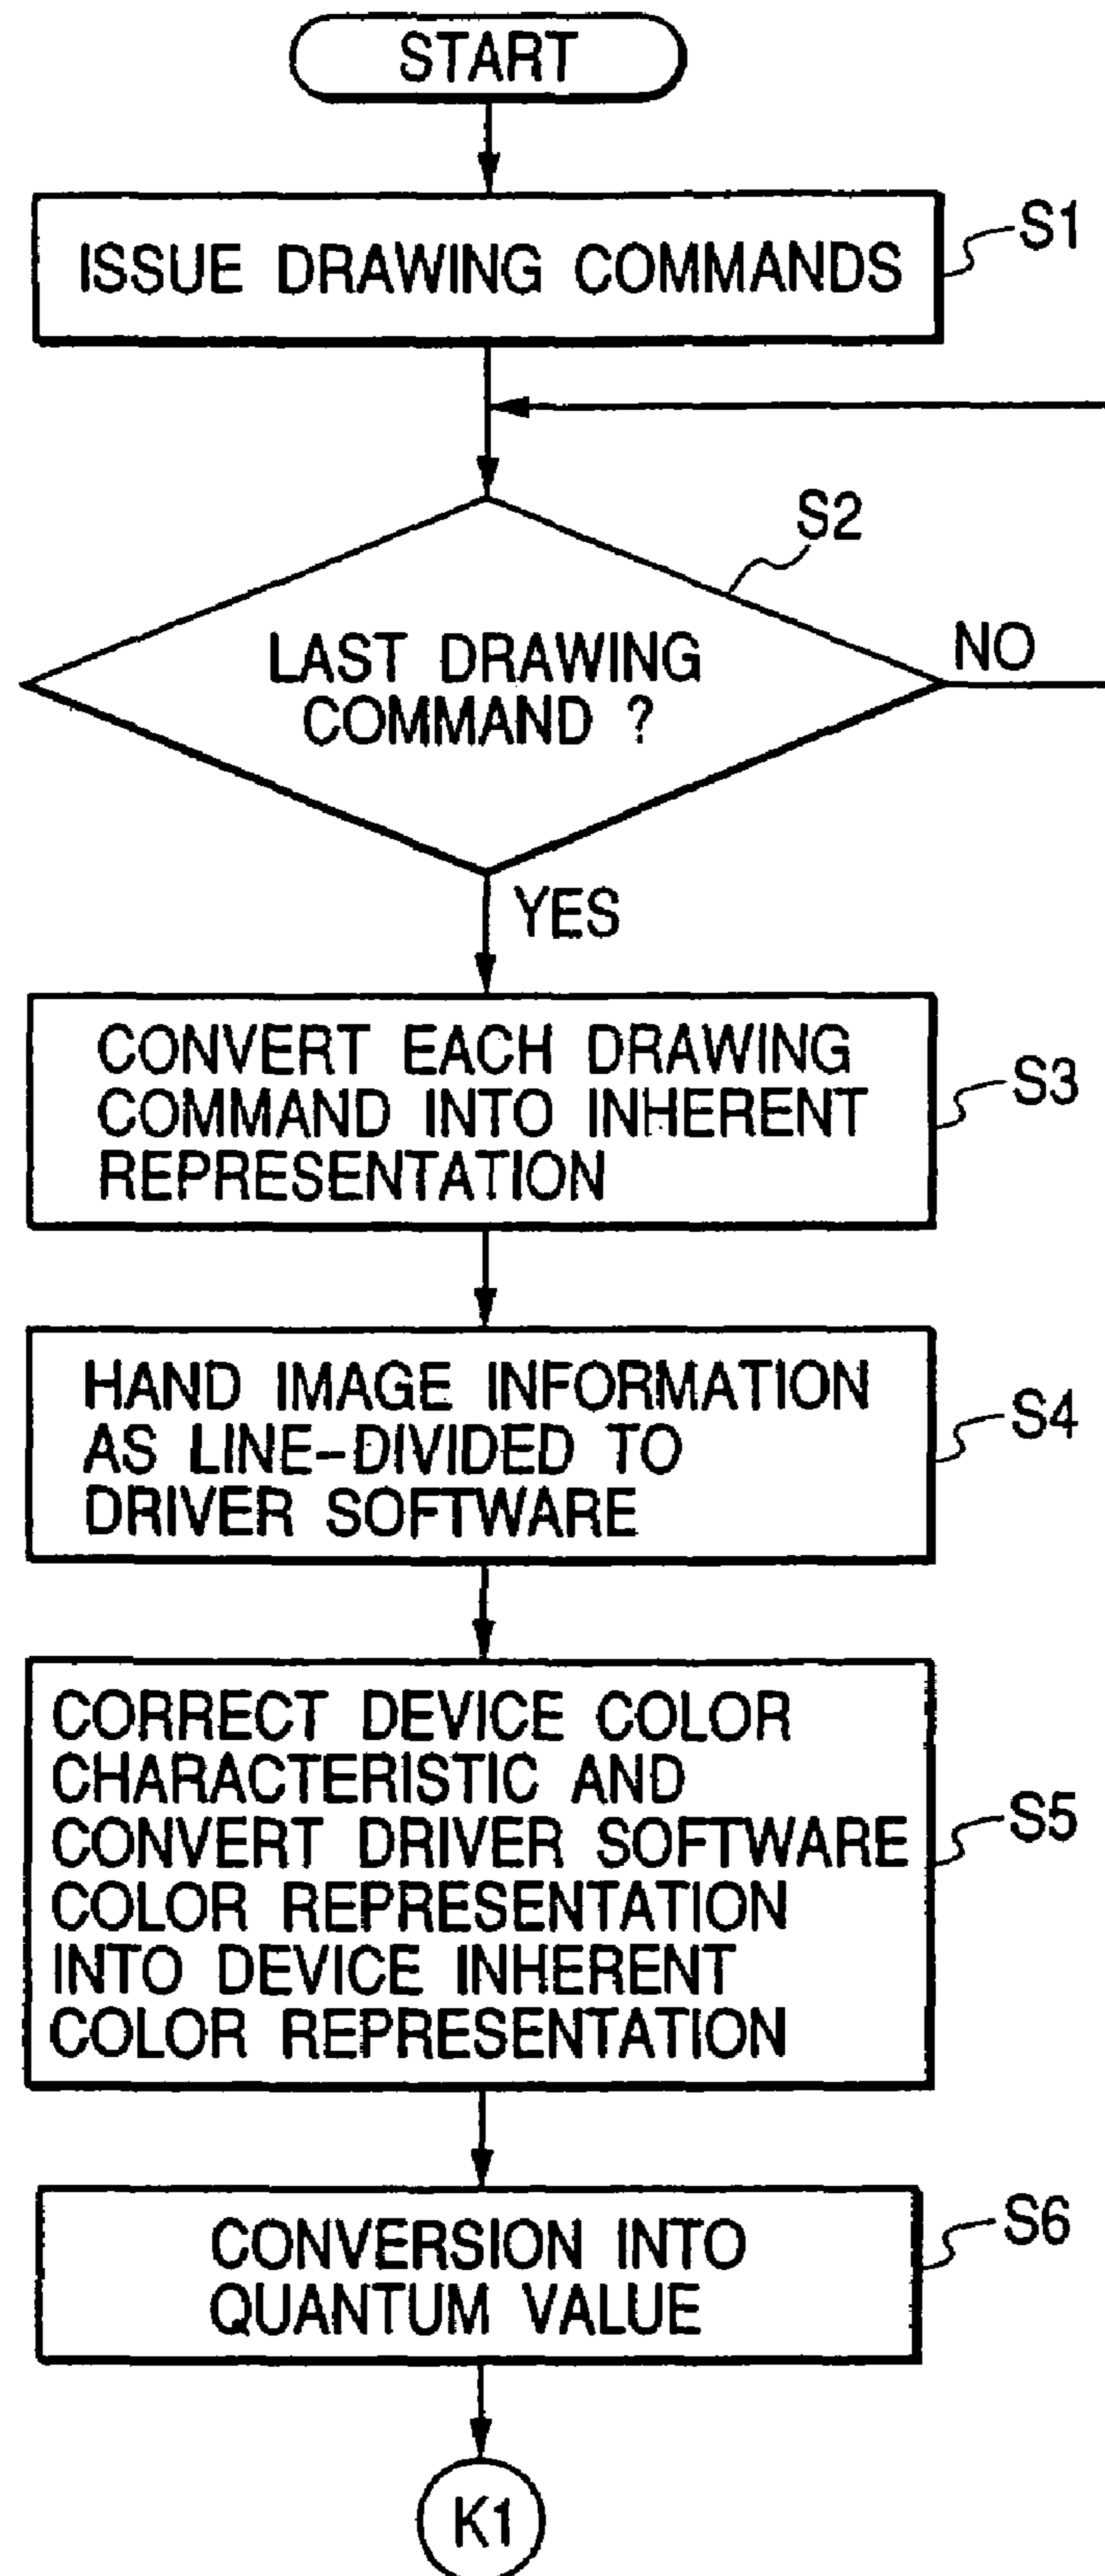 START
ISSUE DRAWING COMMANDS
S1
S2
LAST DRAWING
COMMAND ?
NO
YES
CONVERT EACH DRAWING
COMMAND INTO INHERENT
REPRESENTATION
S3
HAND IMAGE INFORMATION
AS LINE-DIVIDED TO
DRIVER SOFTWARE
S4
CORRECT DEVICE COLOR
CHARACTERISTIC AND
CONVERT DRIVER SOFTWARE
COLOR REPRESENTATION
INTO DEVICE INHERENT
COLOR REPRESENTATION
S5
CONVERSION INTO
QUANTUM VALUE
S6
K1